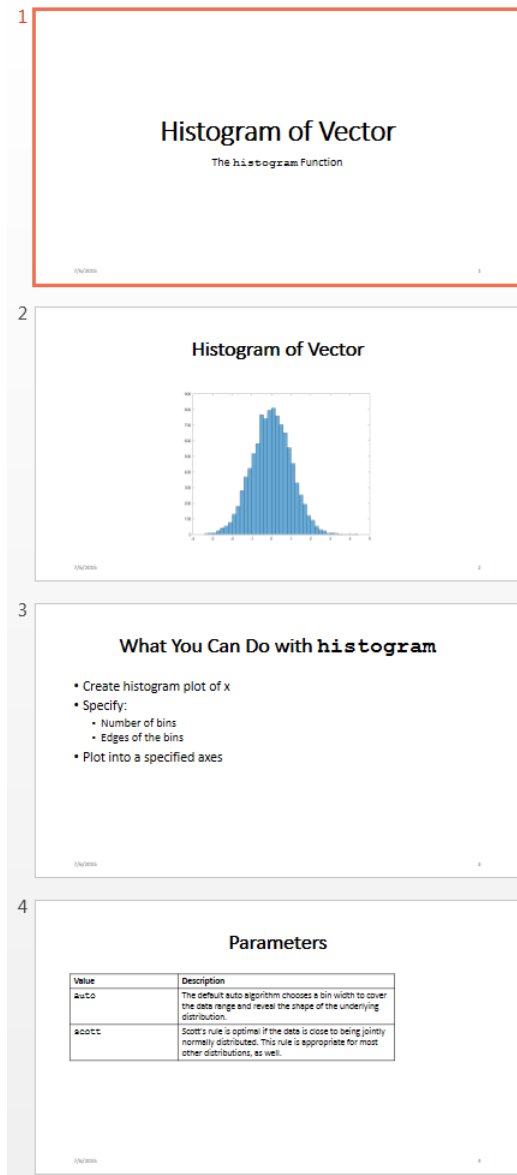 1
Histogram of Vector
The histogram Function
1
2
Histogram of Vector
2
3
What You Can Do with histogram
• Create histogram plot of x
• Specify:
• Number of bins
• Edges of the bins
• Plot into a specified axes
3
4
Parameters
Value Description
auto The default auto algorithm chooses a bin width to cover
the data range and reveal the shape of the underlying
distribution.
scott Scott's rule is optimal if the data is close to being jointly
normally distributed. This rule is appropriate for most
other distributions, as well.